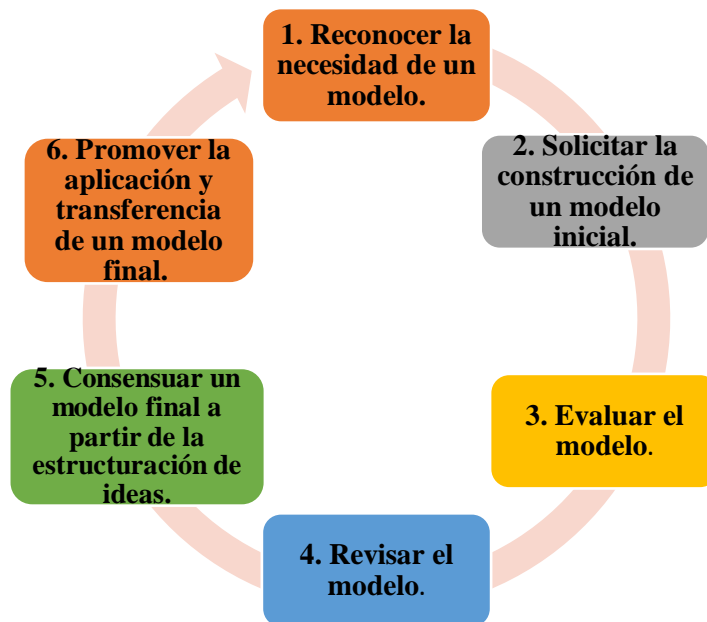 1. Reconocer la
necesidad de un
modelo.
2. Solicitar la
construcción de
un modelo
inicial.
3. Evaluar el
modelo.
4. Revisar el
modelo.
5. Consensuar un
modelo final a
partir de la
estructuración de
ideas.
6. Promover la
aplicación y
transferencia
de un modelo
final.